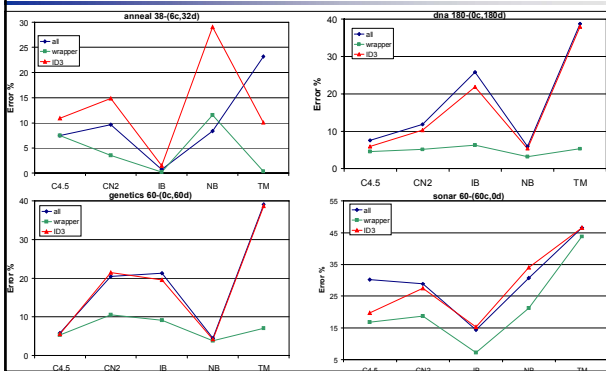 anneal 38-(6c,32d)
30
25
20
15
10
5
0
Error %
all
wrapper
ID3
C4.5 CN2 IB NB TM
dna 180-(0c,180d)
40
30
20
10
0
Error %
all
wrapper
ID3
C4.5 CN2 IB NB TM
genetics 60-(0c,60d)
40
30
20
10
0
Error %
all
wrapper
ID3
C4.5 CN2 IB NB TM
sonar 60-(60c,0d)
55
45
35
25
15
5
Error %
all
wrapper
ID3
C4.5 CN2 IB NB TM